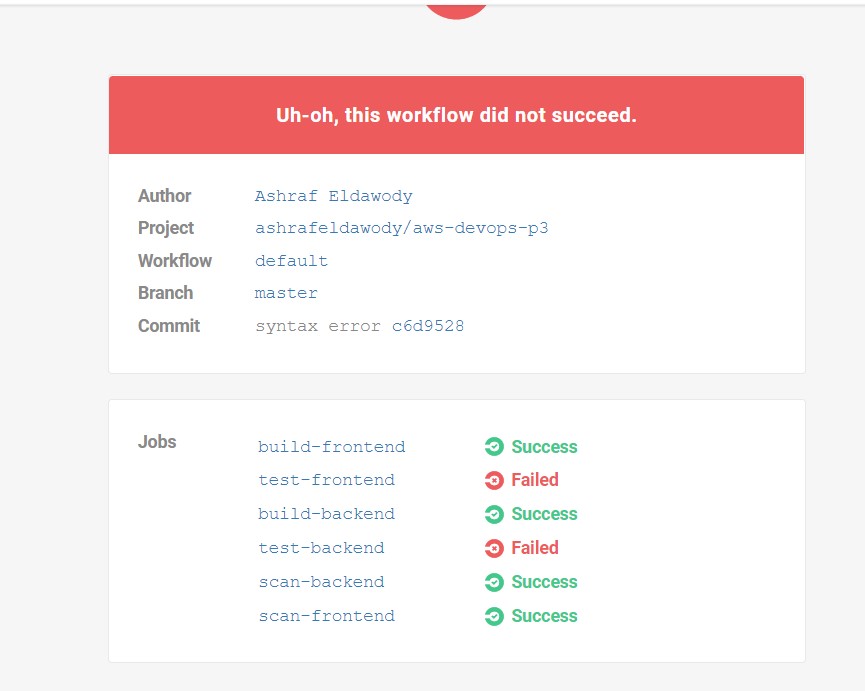 Uh-oh, this workflow did not succeed.
Author Ashraf Eldawody
Project ashrafeldawody/aws-devops-p3
Workflow default
Branch master
Commit syntax error c6d9528
Jobs
build-frontend Success
test-frontend Failed
build-backend Success
test-backend Failed
scan-backend Success
scan-frontend Success